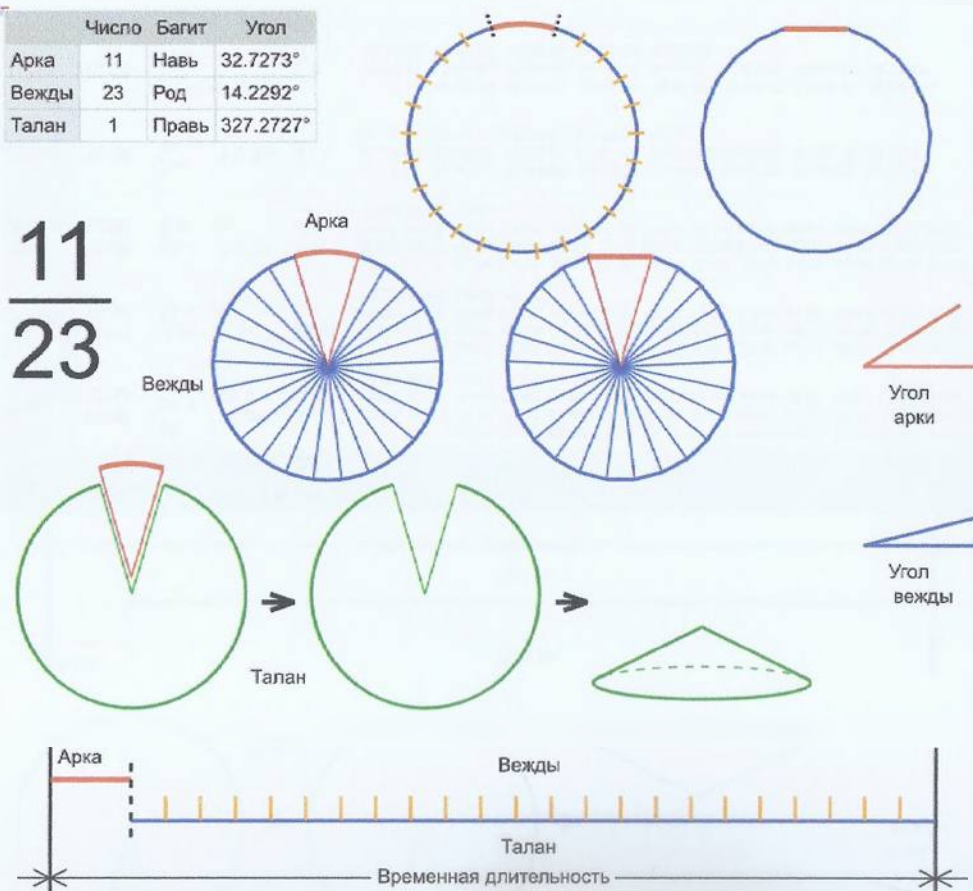 Число Багит Угол
Арка 11 Навь 32.7273°
Вежды 23 Род 14.2292°
Талан 1 Правь 327.2727°
11
23
Арка
Вежды
Угол
арки
Угол
вежды
Талан
Арка
Вежды
Талан
Временная длительность